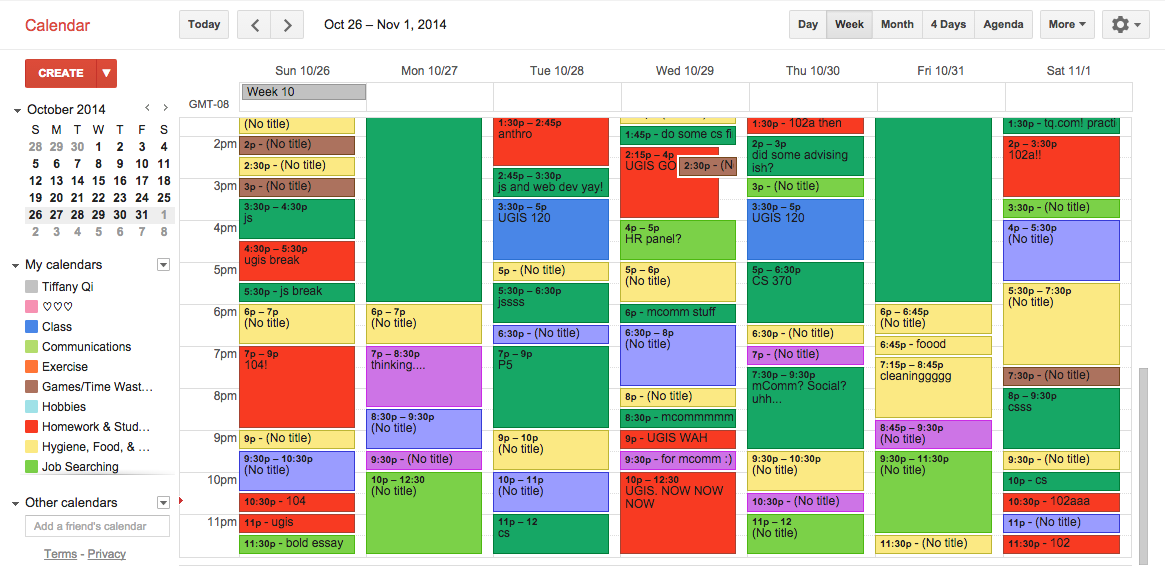 Calendar
Today
Oct 26 – Nov 1, 2014
Day Week Month 4 Days Agenda
More
CREATE
October 2014
S M T W T F S
28 29 30 1 2 3 4
5 6 7 8 9 10 11
12 13 14 15 16 17 18
19 20 21 22 23 24 25
26 27 28 29 30 31 1
2 3 4 5 6 7 8
My calendars
Tiffany Qi
♡♡♡
Class
Communications
Exercise
Games/Time Wast…
Hobbies
Homework & Stud…
Hygiene, Food, & …
Job Searching
Other calendars
Add a friend's calendar
Terms - Privacy
GMT-08
2pm
3pm
4pm
5pm
6pm
7pm
8pm
9pm
10pm
11pm
Sun 10/26
Week 10
(No title)
2p – (No title)
2:30p – (No title)
3p – (No title)
3:30p – 4:30p
js
4:30p – 5:30p
ugis break
5:30p – js break
6p – 7p
(No title)
7p – 9p
104!
9p – (No title)
9:30p – 10:30p
(No title)
10:30p – 104
11p – ugis
11:30p – bold essay
Mon 10/27
6p – 7p
(No title)
7p – 8:30p
thinking....
8:30p – 9:30p
(No title)
9:30p – (No title)
10p – 12:30
(No title)
Tue 10/28
1:30p – 2:45p
anthro
2:45p – 3:30p
js and web dev yay!
3:30p – 5p
UGIS 120
5p – (No title)
5:30p – 6:30p
jssss
6:30p – (No title)
7p – 9p
P5
9p – 10p
(No title)
10p – 11p
(No title)
11p – 12
cs
Wed 10/29
1:45p – do some cs fi
2:15p – 4p
UGIS GO
2:30p – (N
4p – 5p
HR panel?
5p – 6p
(No title)
6p – mcomm stuff
6:30p – 8p
(No title)
8p – (No title)
8:30p – mcommmmm
9p – UGIS WAH
9:30p – for mcomm :)
10p – 12:30
UGIS. NOW NOW
NOW
Thu 10/30
1:30p – 102a then
2p – 3p
did some advising
ish?
3p – (No title)
3:30p – 5p
UGIS 120
5p – 6:30p
CS 370
6:30p – (No title)
7p – (No title)
7:30p – 9:30p
mComm? Social?
uhh...
9:30p – 10:30p
(No title)
10:30p – (No title)
11p – 12
(No title)
Fri 10/31
6p – 6:45p
(No title)
6:45p – foood
7:15p – 8:45p
cleaninggggg
8:45p – 9:30p
(No title)
9:30p – 11:30p
(No title)
11:30p – (No title)
Sat 11/1
1:30p – tq.com! practi
2p – 3:30p
102a!!
3:30p – (No title)
4p – 5:30p
(No title)
5:30p – 7:30p
(No title)
7:30p – (No title)
8p – 9:30p
csss
9:30p – (No title)
10p – cs
10:30p – 102aaa
11p – (No title)
11:30p – 102